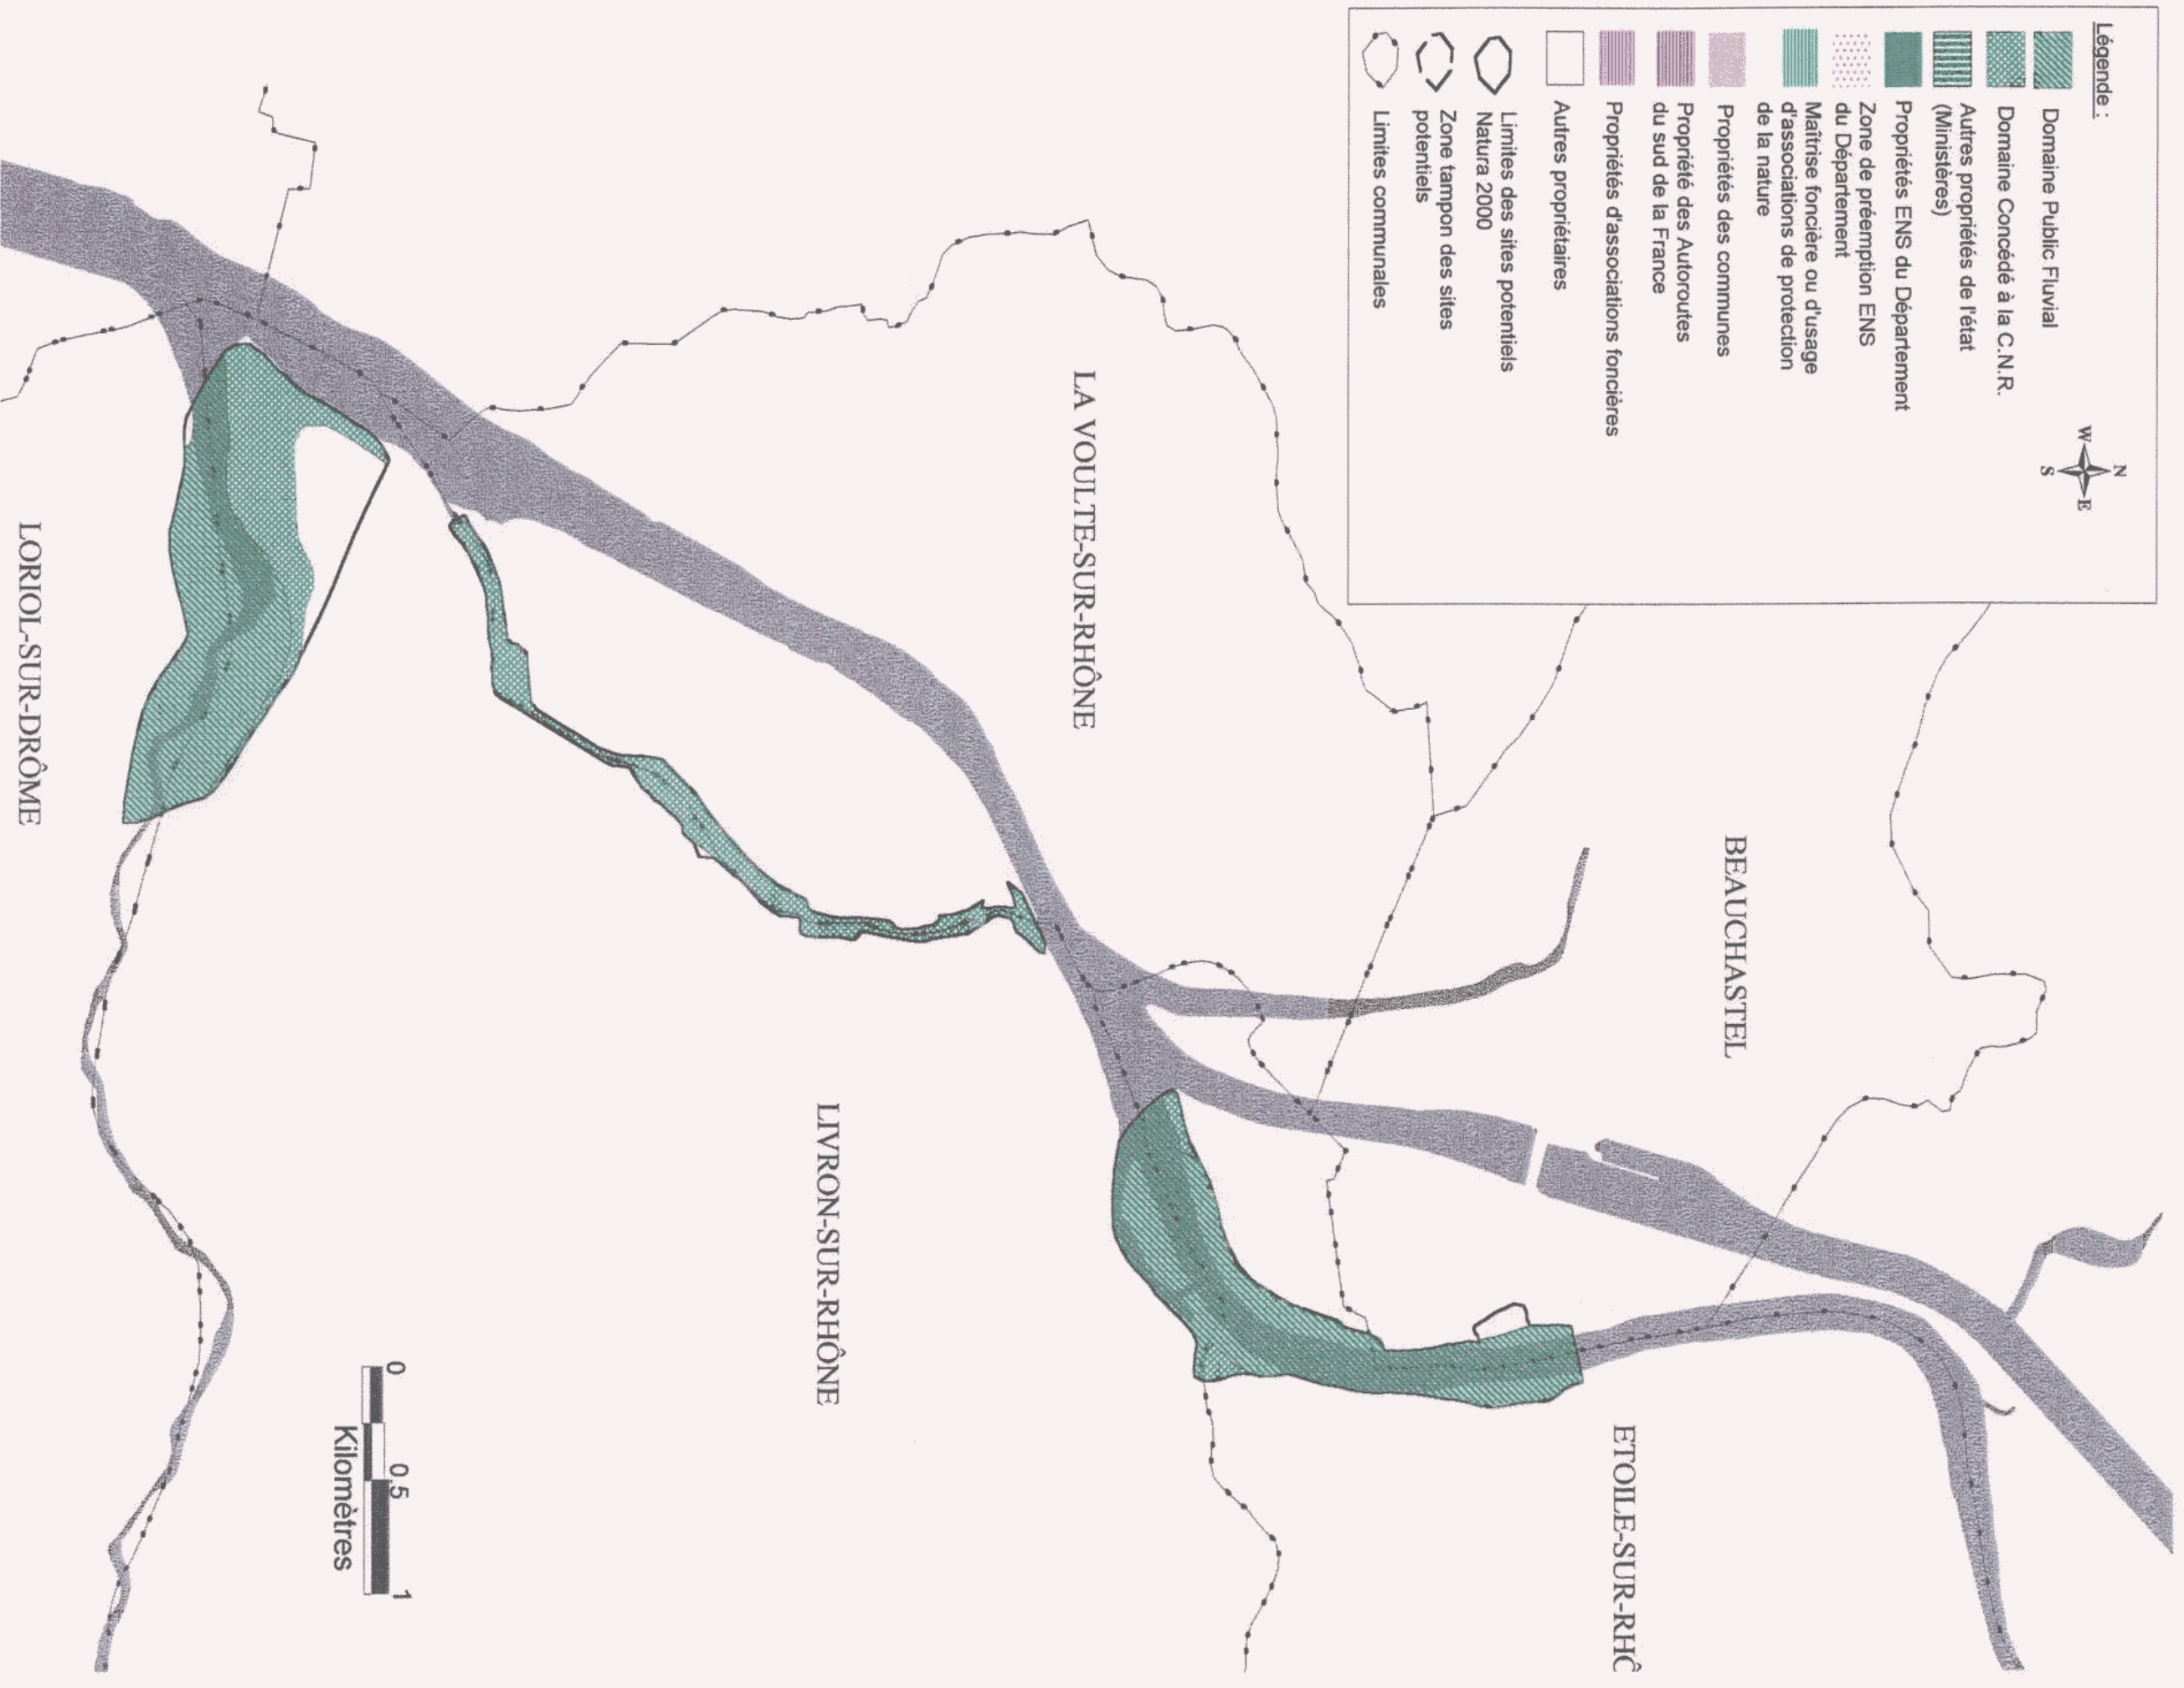 Légende :
N
W
E
S
Domaine Public Fluvial
Domaine Concédé à la C.N.R.
Autres propriétés de l'état
(Ministères)
Propriétés ENS du Département
Zone de préemption ENS
du Département
Maîtrise foncière ou d'usage
d'associations de protection
de la nature
Propriétés des communes
Propriété des Autoroutes
du sud de la France
Propriétés d'associations foncières
Autres propriétaires
Limites des sites potentiels
Natura 2000
Zone tampon des sites
potentiels
Limites communales
BEAUCHASTEL
ETOILE-SUR-RHÔ
LA VOULTE-SUR-RHÔNE
LIVRON-SUR-RHÔNE
LORIOL-SUR-DRÔME
0 0,5 1
Kilomètres